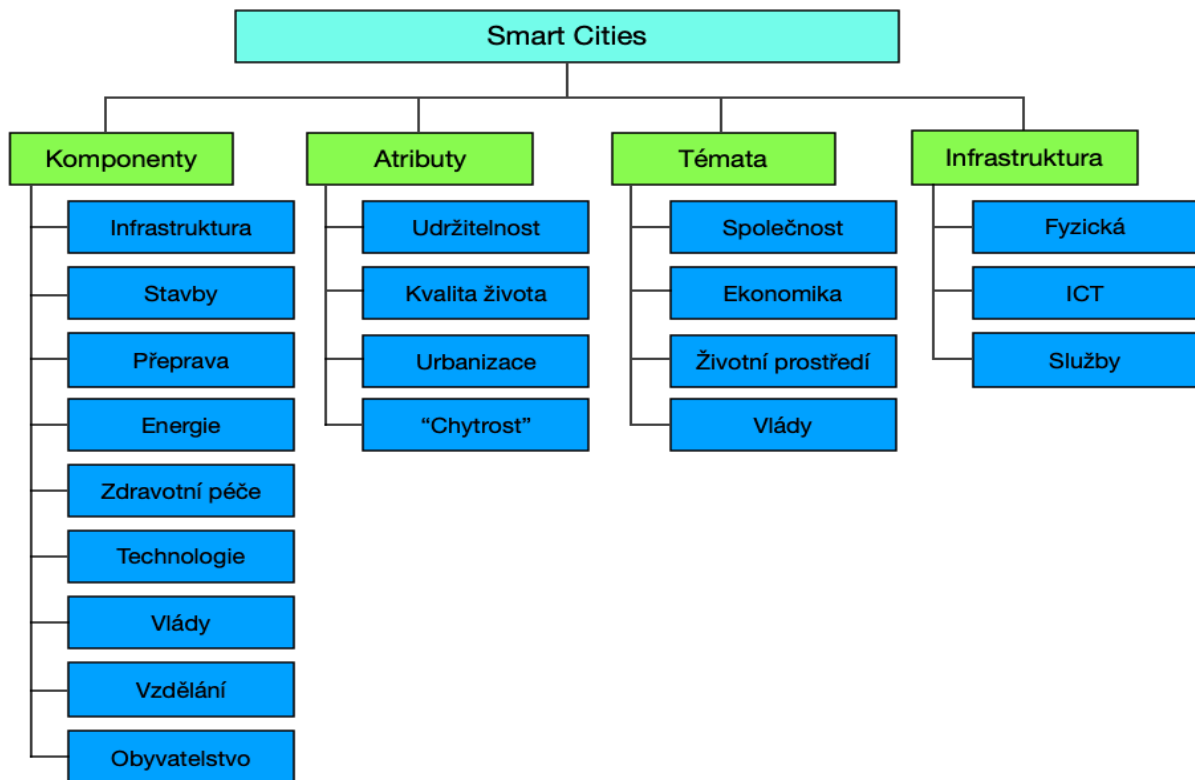 Smart Cities
Komponenty
Infrastruktura
Stavby
Přeprava
Energie
Zdravotní péče
Technologie
Vlády
Vzdělání
Obyvatelstvo
Atributy
Udržitelnost
Kvalita života
Urbanizace
“Chytrost”
Témata
Společnost
Ekonomika
Životní prostředí
Vlády
Infrastruktura
Fyzická
ICT
Služby